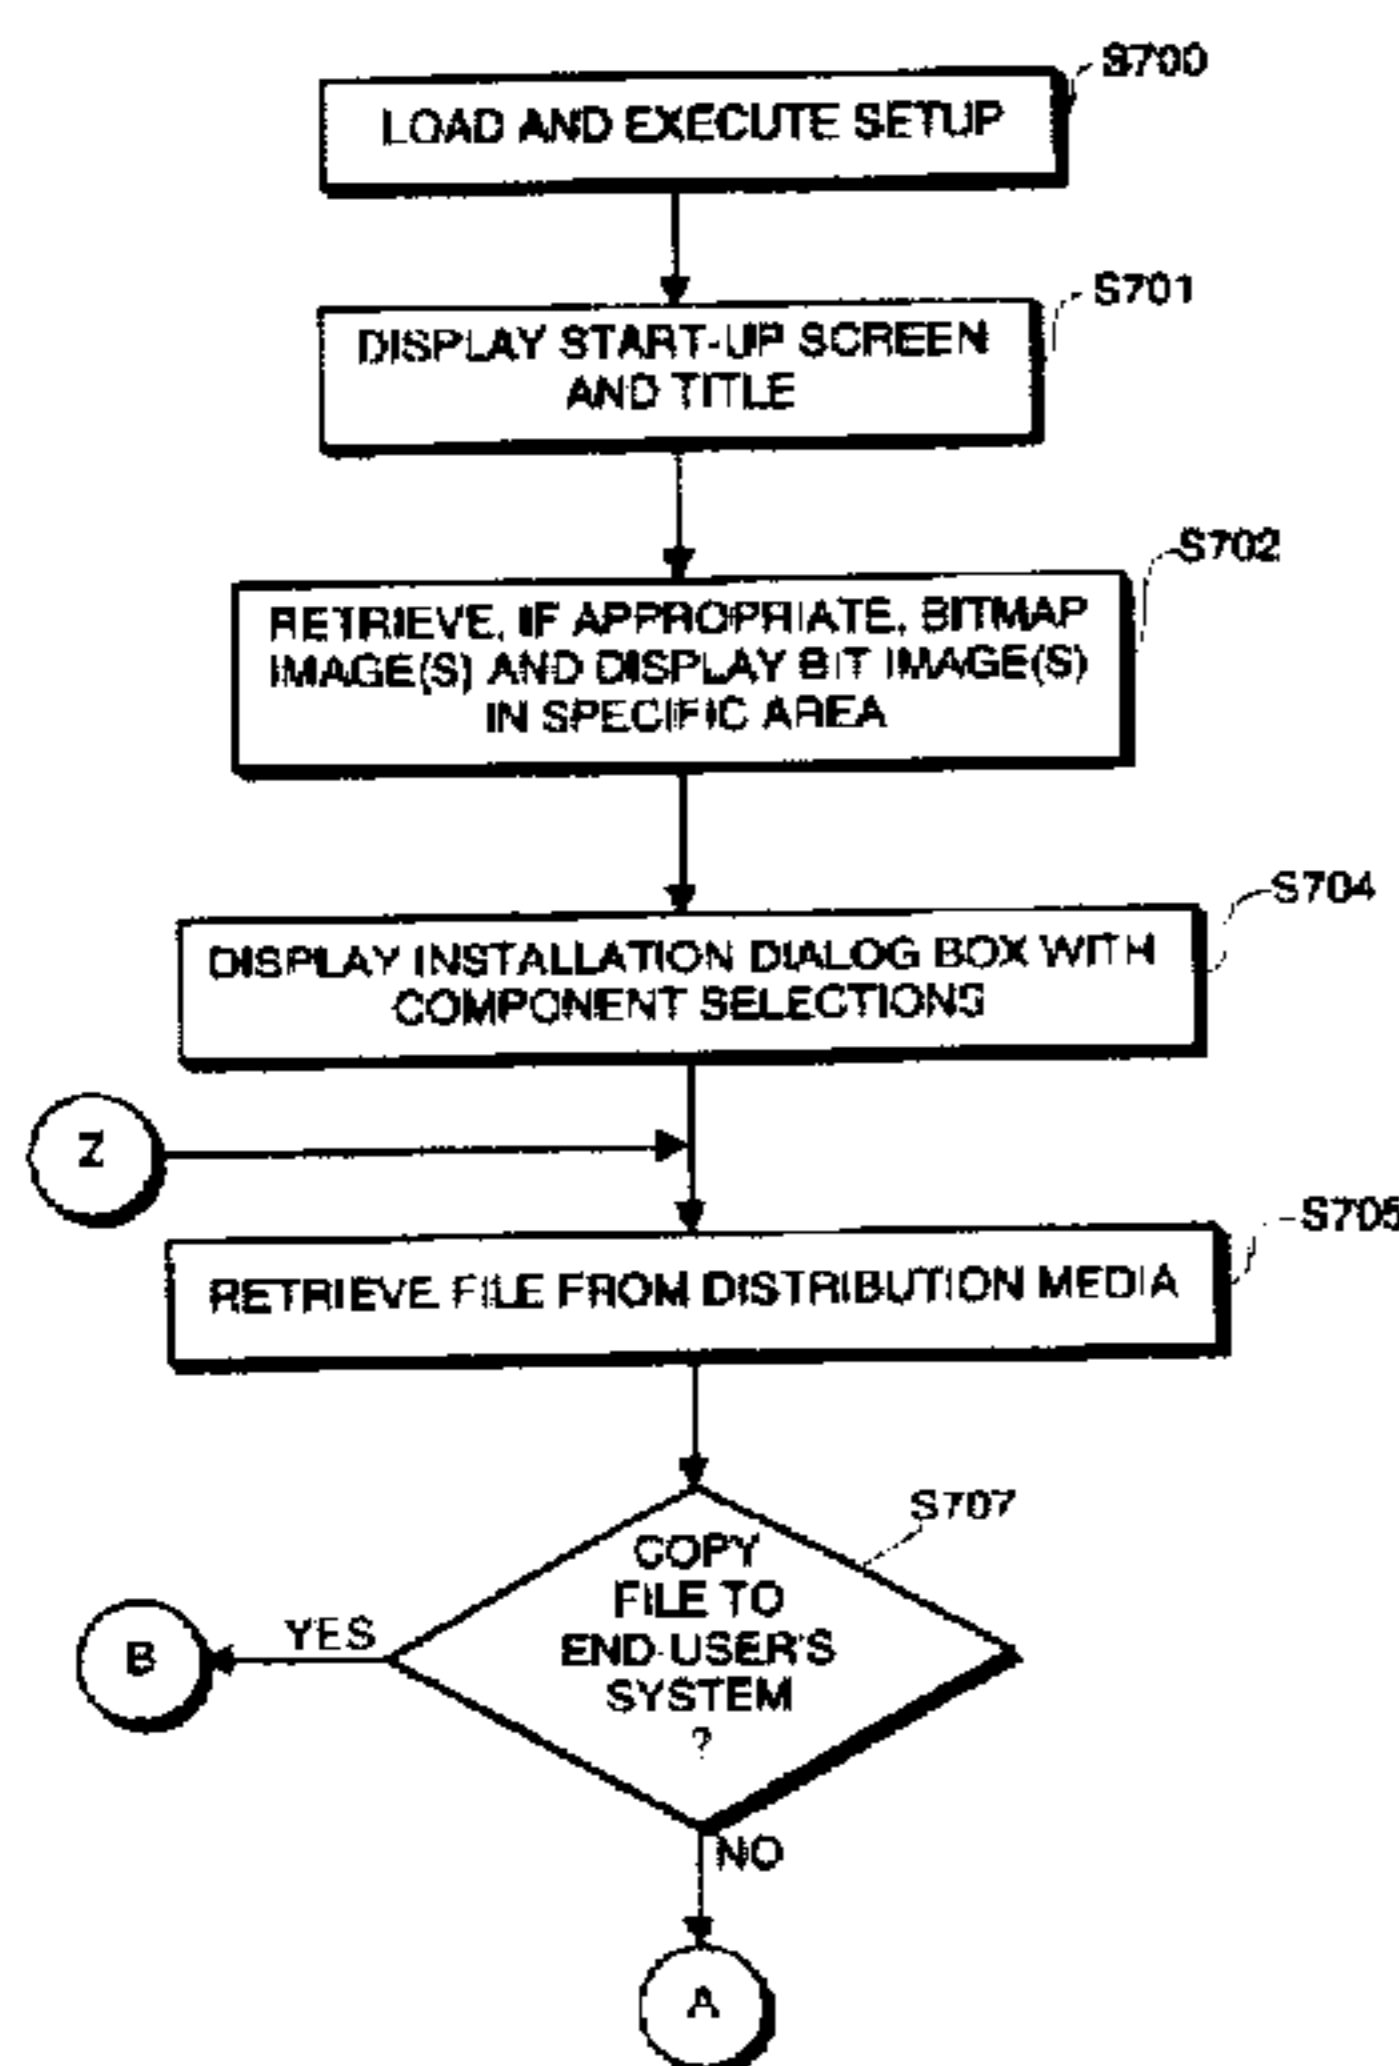 S700
LOAD AND EXECUTE SETUP
S701
DISPLAY START-UP SCREEN
AND TITLE
S702
RETRIEVE, IF APPROPRIATE, BITMAP
IMAGE(S) AND DISPLAY BIT IMAGE(S)
IN SPECIFIC AREA
S704
DISPLAY INSTALLATION DIALOG BOX WITH
COMPONENT SELECTIONS
Z
S705
RETRIEVE FILE FROM DISTRIBUTION MEDIA
S707
COPY
FILE TO
END-USER'S
SYSTEM
?
YES
B
NO
A